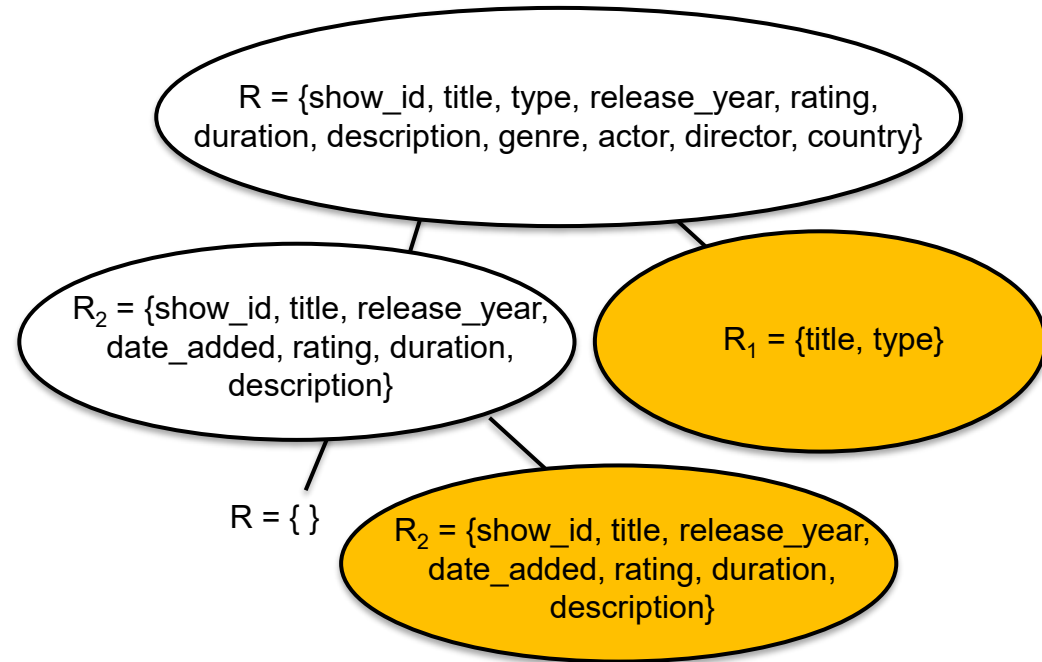 R = {show_id, title, type, release_year, rating,
duration, description, genre, actor, director, country}
R₂ = {show_id, title, release_year,
date_added, rating, duration,
description}
R₁ = {title, type}
R = { }
R₂ = {show_id, title, release_year,
date_added, rating, duration,
description}